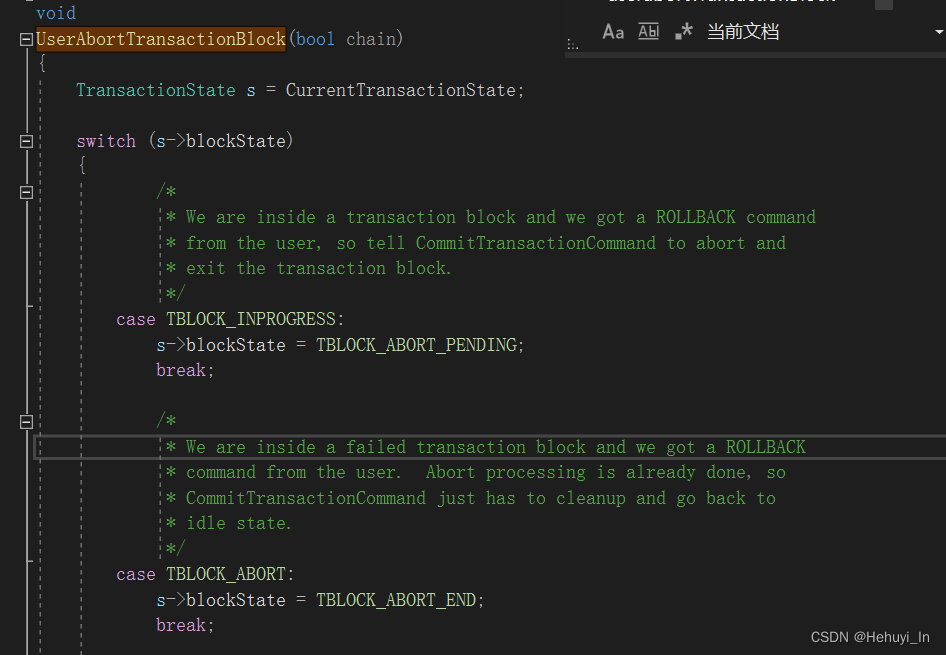 void
UserAbortTransactionBlock(bool chain)
Aa Abl .* 当前文档
{
TransactionState s = CurrentTransactionState;
switch (s->blockState)
{
/*
* We are inside a transaction block and we got a ROLLBACK command
* from the user, so tell CommitTransactionCommand to abort and
* exit the transaction block.
*/
case TBLOCK_INPROGRESS:
s->blockState = TBLOCK_ABORT_PENDING;
break;
/*
* We are inside a failed transaction block and we got a ROLLBACK
* command from the user.  Abort processing is already done, so
* CommitTransactionCommand just has to cleanup and go back to
* idle state.
*/
case TBLOCK_ABORT:
s->blockState = TBLOCK_ABORT_END;
break;
CSDN @Hehuyi_In